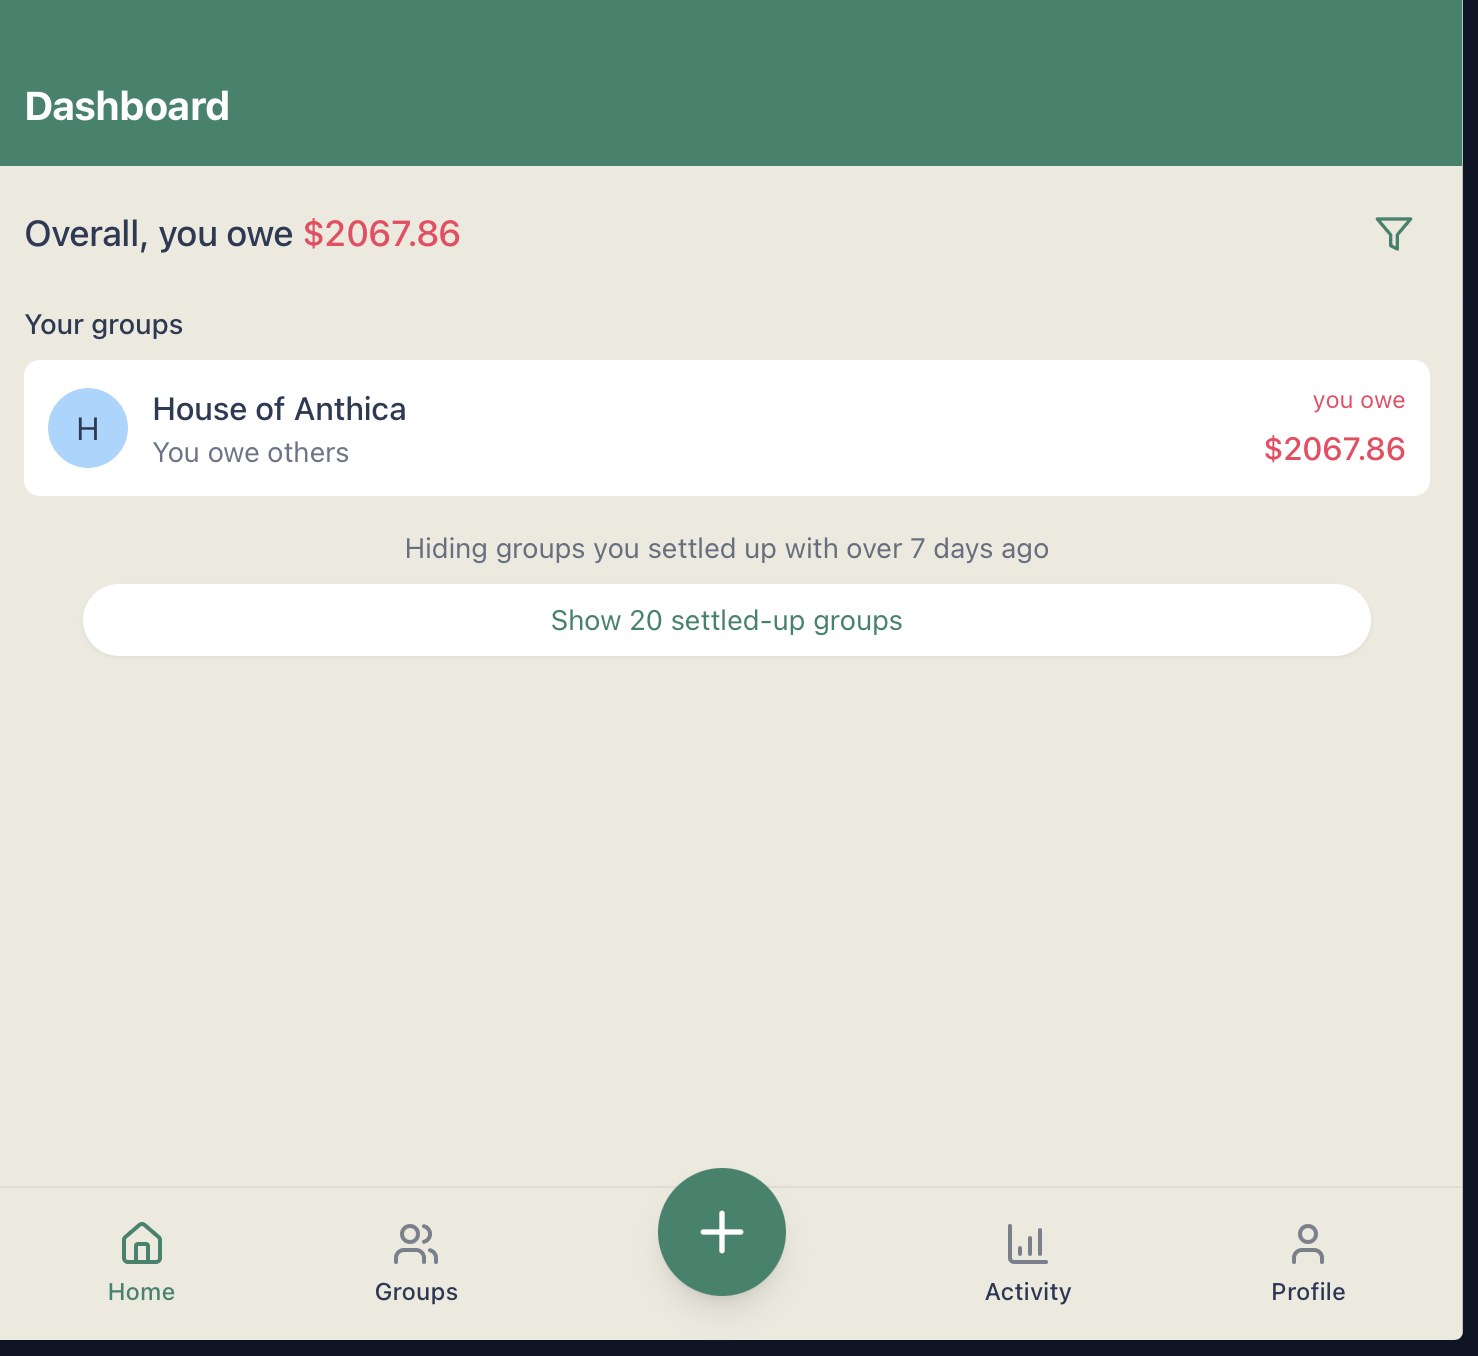 Dashboard
Overall, you owe $2067.86
Your groups
H
House of Anthica
You owe others
you owe
$2067.86
Hiding groups you settled up with over 7 days ago
Show 20 settled-up groups
Home
Groups
Activity
Profile